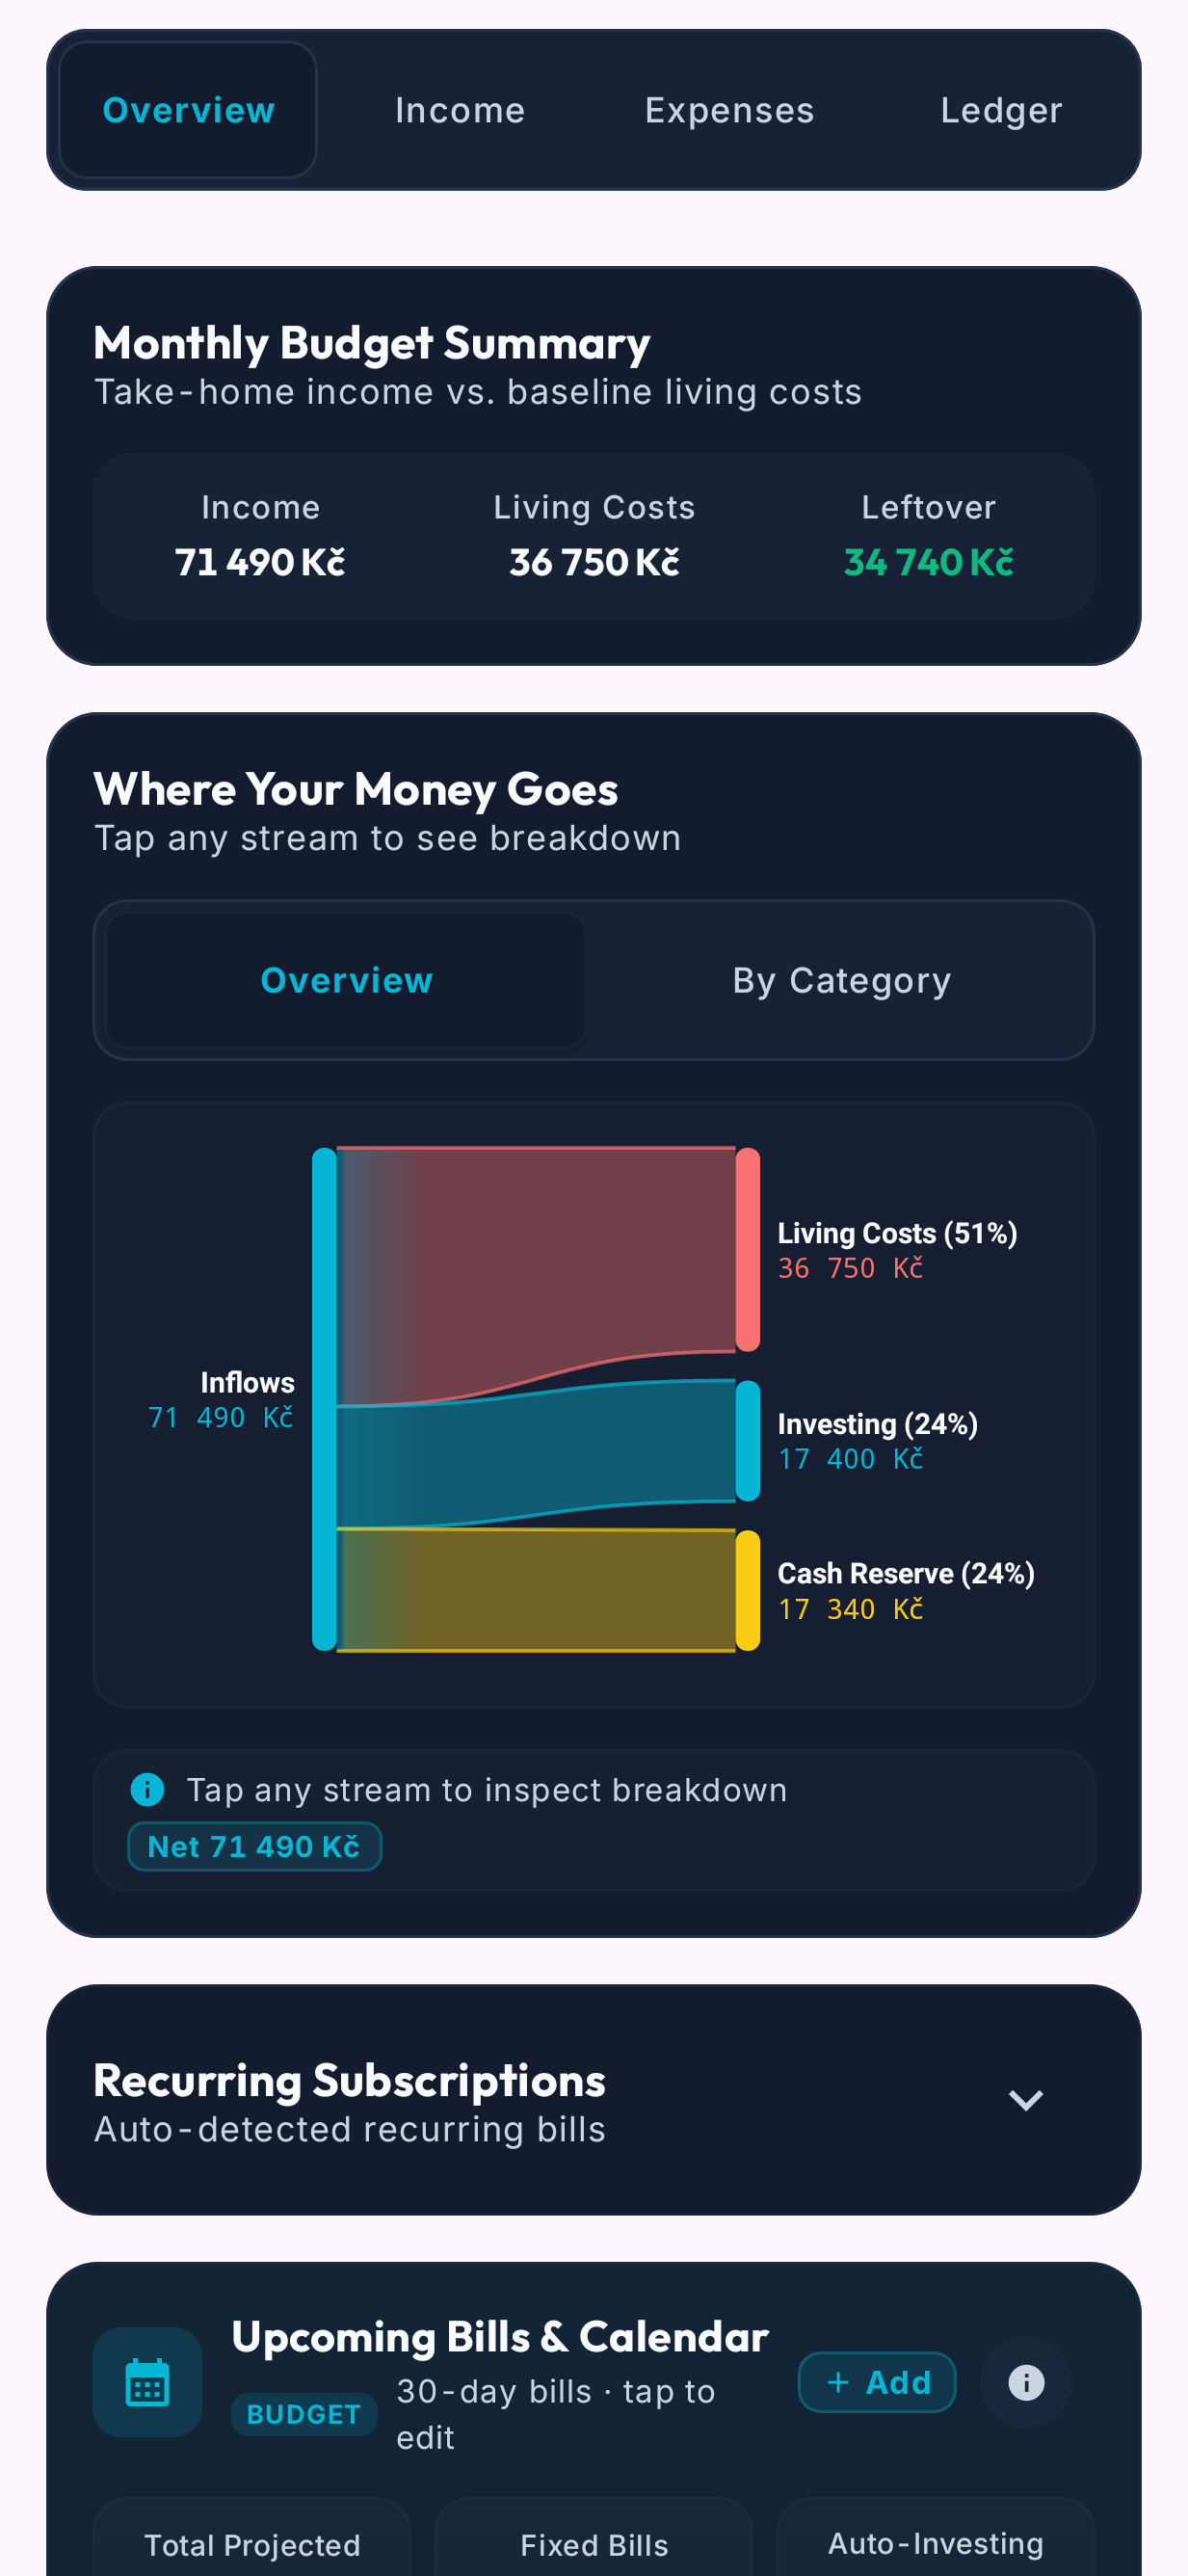 Overview Income Expenses Ledger
Monthly Budget Summary
Take-home income vs. baseline living costs
Income Living Costs Leftover
71 490 Kč 36 750 Kč 34 740 Kč
Where Your Money Goes
Tap any stream to see breakdown
Overview By Category
Living Costs (51%)
36 750 Kč
Inflows
71 490 Kč
Investing (24%)
17 400 Kč
Cash Reserve (24%)
17 340 Kč
Tap any stream to inspect breakdown
Net 71 490 Kč
Recurring Subscriptions
Auto-detected recurring bills
Upcoming Bills & Calendar
BUDGET 30-day bills · tap to
edit
+ Add
Total Projected Fixed Bills Auto-Investing